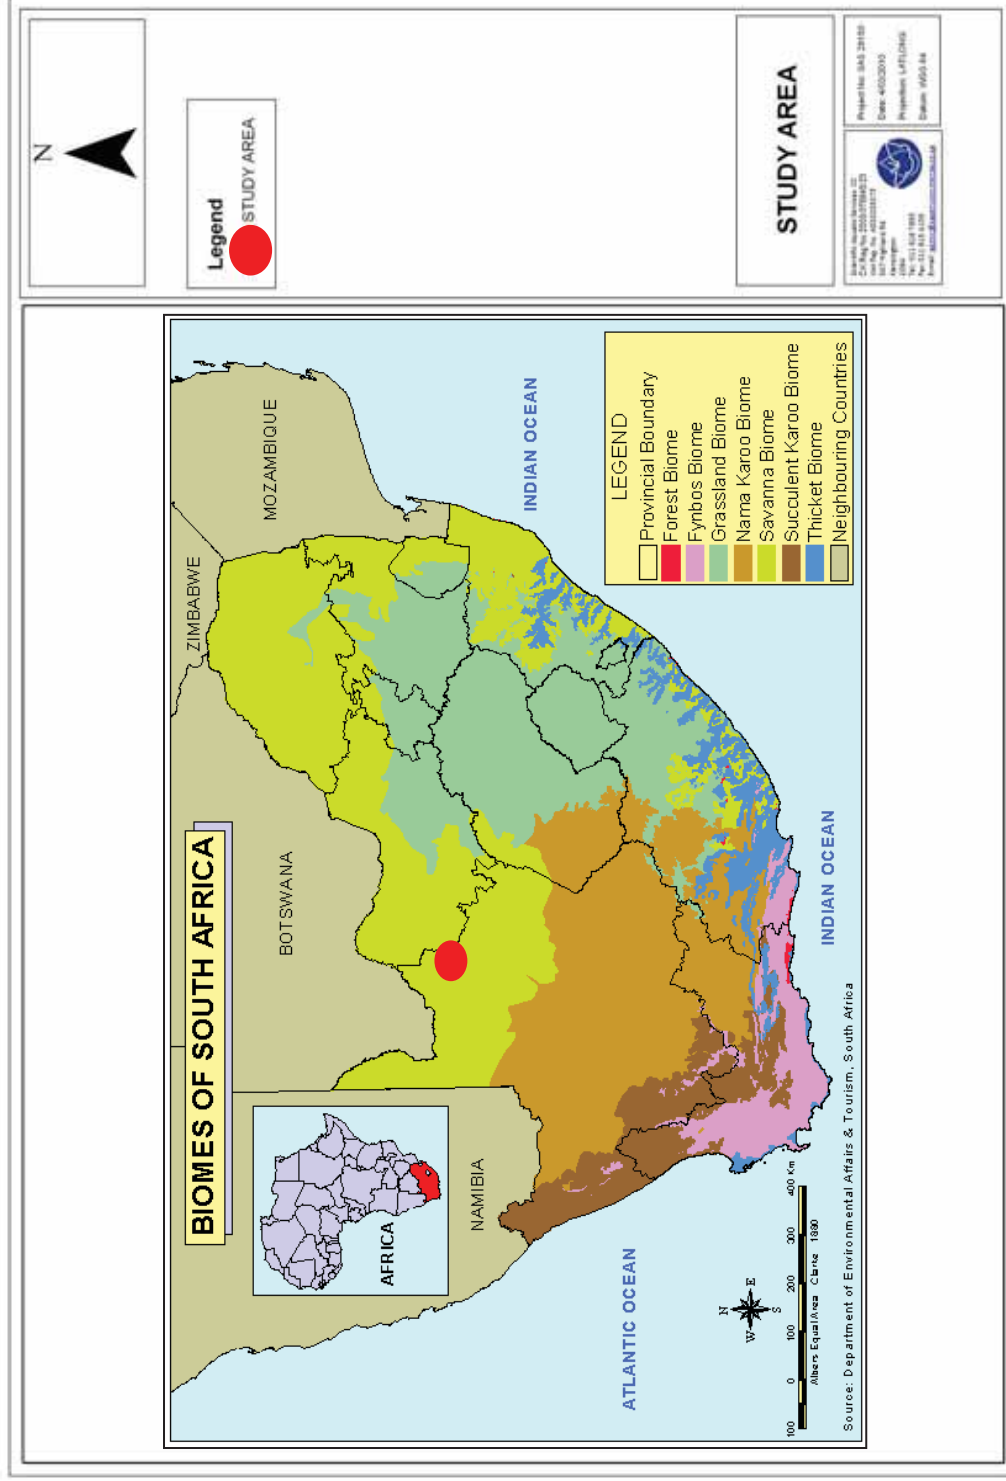 BIOMES OF SOUTH AFRICA
AFRICA
NAMIBIA
BOTSWANA
ZIMBABWE
MOZAMBIQUE
INDIAN OCEAN
INDIAN OCEAN
ATLANTIC OCEAN
LEGEND
Provincial Boundary
Forest Biome
Fynbos Biome
Grassland Biome
Nama Karoo Biome
Savanna Biome
Succulent Karoo Biome
Thicket Biome
Neighbouring Countries
N
W E
S
100 0 100 200 300 400 Km
Albers Equal Area Clarke 1880
Source: Department of Environmental Affairs & Tourism, South Africa
N
Legend
STUDY AREA
STUDY AREA
Projection: LAT/LONG